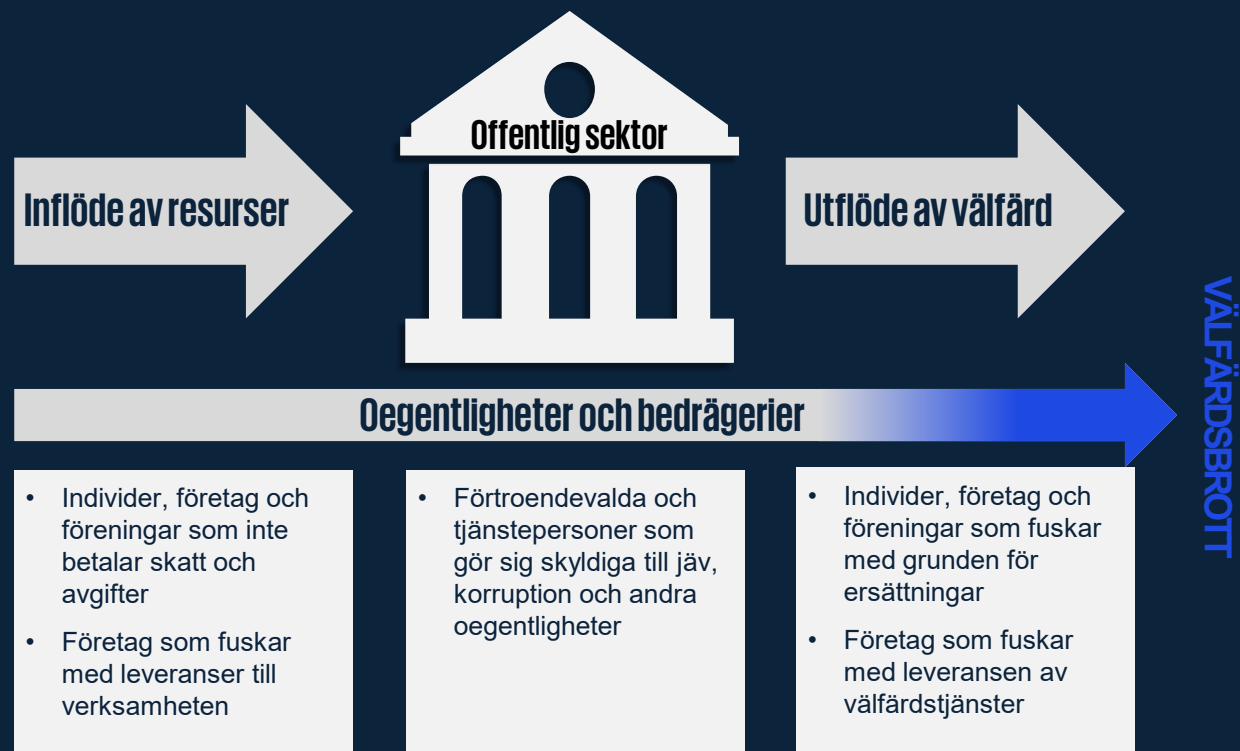 Offentlig sektor
Inflöde av resurser
Utflöde av välfärd
VÄLFÄRDSBROTT
Oegentligheter och bedrägerier
• Individer, företag och
föreningar som inte
betalar skatt och
avgifter
• Företag som fuskar
med leveranser till
verksamheten
• Förtroendevalda och
tjänstepersoner som
gör sig skyldiga till jäv,
korruption och andra
oegentligheter
• Individer, företag och
föreningar som fuskar
med grunden för
ersättningar
• Företag som fuskar
med leveransen av
välfärdstjänster